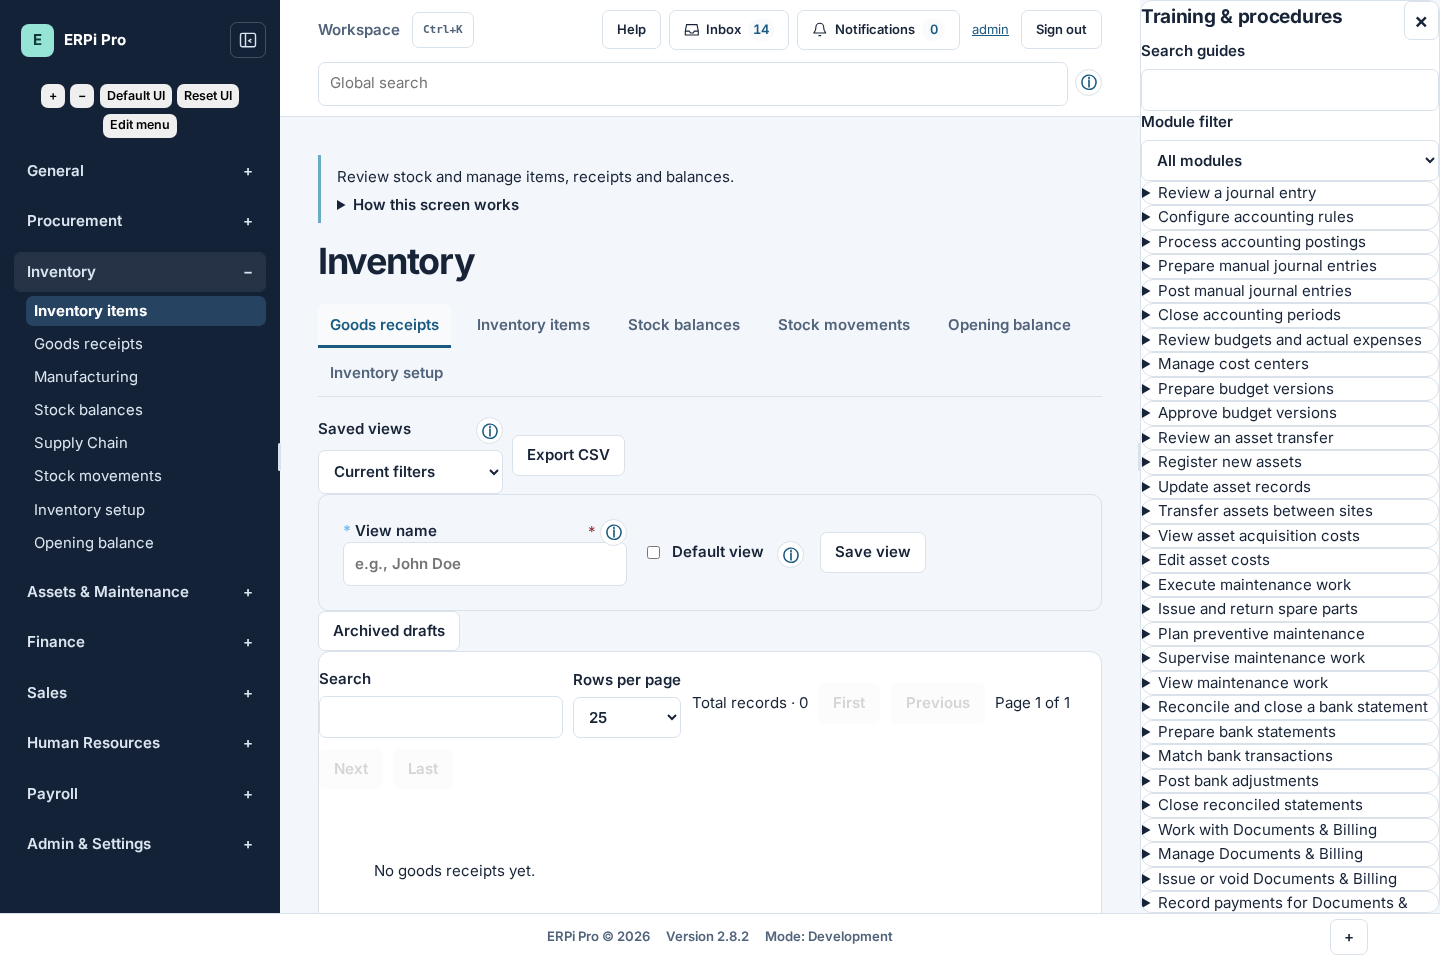 E ERPi Pro
+ − Default UI Reset UI
Edit menu
General +
Procurement +
Inventory −
Inventory items
Goods receipts
Manufacturing
Stock balances
Supply Chain
Stock movements
Inventory setup
Opening balance
Assets & Maintenance +
Finance +
Sales +
Human Resources +
Payroll +
Admin & Settings +
Workspace Ctrl+K Help Inbox 14 Notifications 0 admin Sign out
Global search ⓘ
Review stock and manage items, receipts and balances.
▶ How this screen works
Inventory
Goods receipts Inventory items Stock balances Stock movements Opening balance
Inventory setup
Saved views ⓘ
Current filters Export CSV
* View name * ⓘ
e.g., John Doe
Default view ⓘ Save view
Archived drafts
Search Rows per page
25 Total records · 0 First Previous Page 1 of 1
Next Last
No goods receipts yet.
Training & procedures ×
Search guides
Module filter
All modules
▶ Review a journal entry
▶ Configure accounting rules
▶ Process accounting postings
▶ Prepare manual journal entries
▶ Post manual journal entries
▶ Close accounting periods
▶ Review budgets and actual expenses
▶ Manage cost centers
▶ Prepare budget versions
▶ Approve budget versions
▶ Review an asset transfer
▶ Register new assets
▶ Update asset records
▶ Transfer assets between sites
▶ View asset acquisition costs
▶ Edit asset costs
▶ Execute maintenance work
▶ Issue and return spare parts
▶ Plan preventive maintenance
▶ Supervise maintenance work
▶ View maintenance work
▶ Reconcile and close a bank statement
▶ Prepare bank statements
▶ Match bank transactions
▶ Post bank adjustments
▶ Close reconciled statements
▶ Work with Documents & Billing
▶ Manage Documents & Billing
▶ Issue or void Documents & Billing
▶ Record payments for Documents &
ERPi Pro © 2026 Version 2.8.2 Mode: Development +